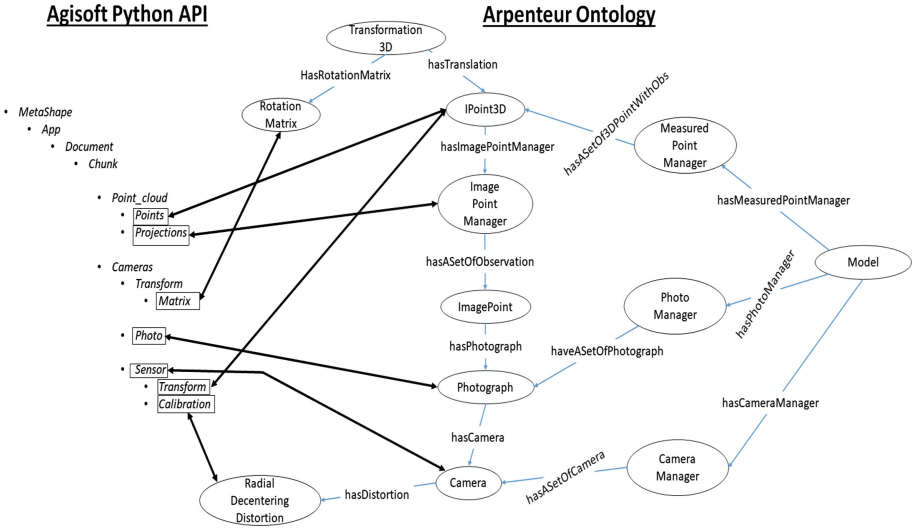 Agisoft Python API
Arpenteur Ontology
Transformation
3D
HasRotationMatrix
hasTranslation
Rotation
Matrix
IPoint3D
hasASetOf3DPointWithObs
Measured
Point
Manager
• MetaShape
• App
• Document
• Chunk
hasImagePointManager
• Point_cloud
• Points
• Projections
Image
Point
Manager
hasMeasuredPointManager
• Cameras
• Transform
• Matrix
hasASetOfObservation
Model
ImagePoint
Photo
Manager
hasPhotoManager
• Photo
hasPhotograph
haveASetOfPhotograph
• Sensor
• Transform
• Calibration
Photograph
hasCameraManager
hasCamera
Radial
Decentering
Distortion
hasDistortion
Camera
hasASetOfCamera
Camera
Manager